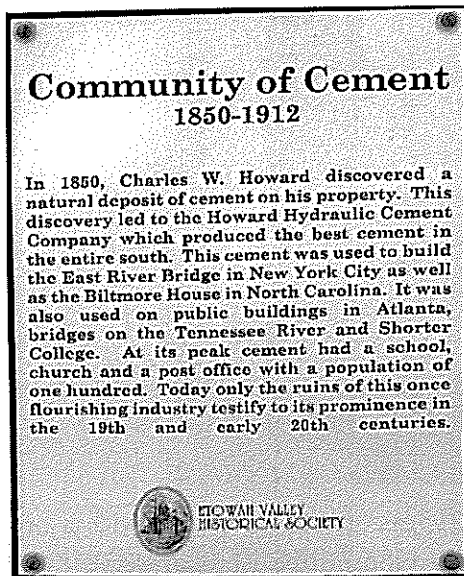 Community of Cement
1850-1912
In 1850, Charles W. Howard discovered a
natural deposit of cement on his property. This
discovery led to the Howard Hydraulic Cement
Company which produced the best cement in
the entire south. This cement was used to build
the East River Bridge in New York City as well
as the Biltmore House in North Carolina. It was
also used on public buildings in Atlanta,
bridges on the Tennessee River and Shorter
College. At its peak cement had a school,
church and a post office with a population of
one hundred. Today only the ruins of this once
flourishing industry testify to its prominence in
the 19th and early 20th centuries.
ETOWAH VALLEY
HISTORICAL SOCIETY